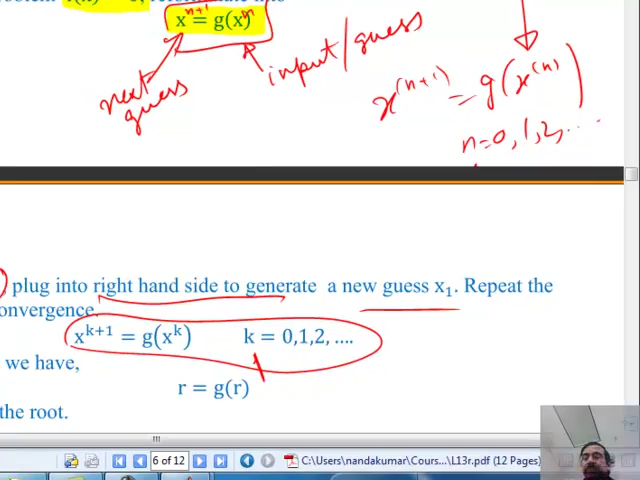 x^{n+1} = g(x^n)
next guess
input/guess
x^{(n+1)} = g(x^{(n)})
n=0, 1, 2, ....
plug into right hand side to generate a new guess x₁. Repeat the
onvergence.
x^{k+1} = g(x^k) k = 0,1,2, ....
we have,
r = g(r)
the root.
6 of 12 C:\Users\nandakumar\Cour...\L13r.pdf (12 Pages)